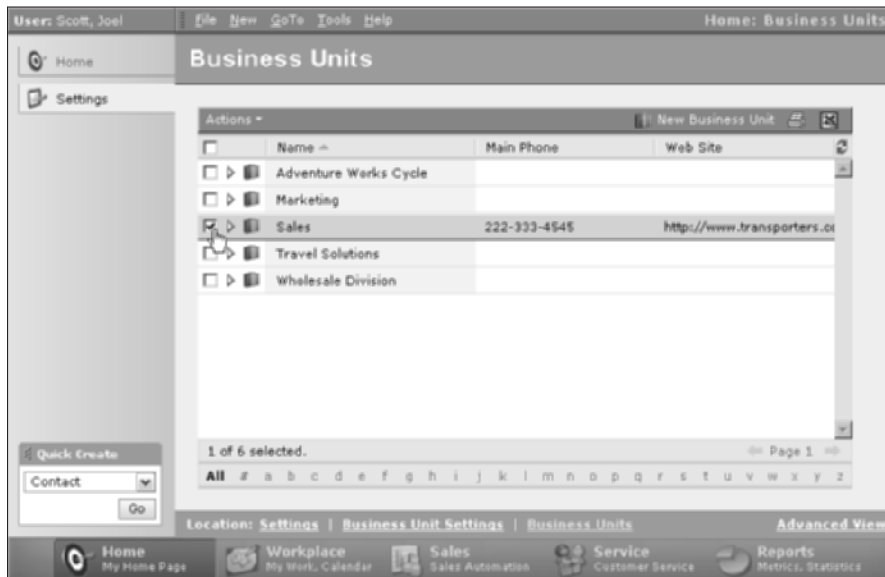 User: Scott, Joel
File New GoTo Tools Help
Home: Business Units
Home
Settings
Business Units
Actions
New Business Unit
Name Main Phone Web Site
Adventure Works Cycle
Marketing
Sales 222-333-4545 http://www.transporters.co
Travel Solutions
Wholesale Division
1 of 6 selected.
Page 1
All # a b c d e f g h i j k l m n o p q r s t u v w x y z
Quick Create
Contact
Go
Location: Settings | Business Unit Settings | Business Units
Advanced View
Home
My Home Page
Workplace
My Work, Calendar
Sales
Sales Automation
Service
Customer Service
Reports
Metrics, Statistics